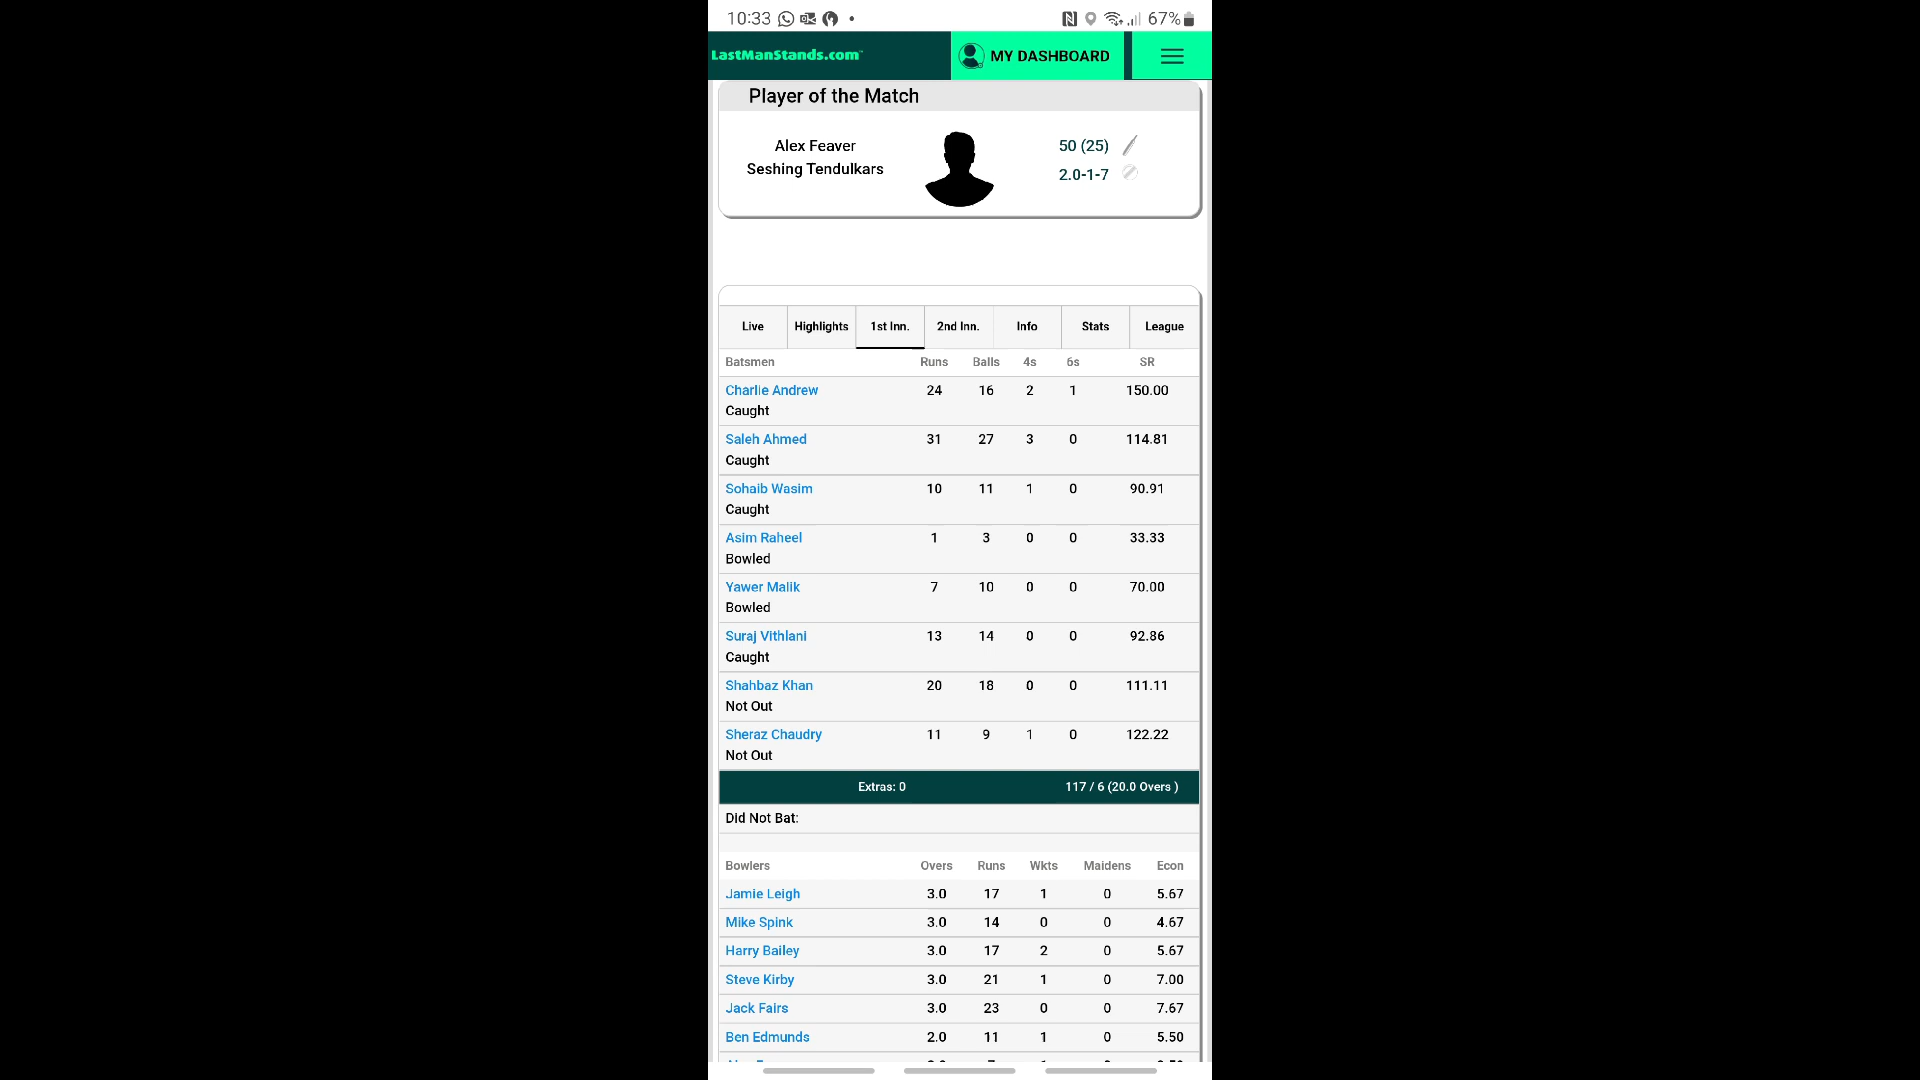 10:33 67%
LastManStands.com MY DASHBOARD
Player of the Match
Alex Feaver 50 (25)
Seshing Tendulkars 2.0-1-7
Live Highlights 1st Inn. 2nd Inn. Info Stats League
Batsmen Runs Balls 4s 6s SR
Charlie Andrew 24 16 2 1 150.00
Caught
Saleh Ahmed 31 27 3 0 114.81
Caught
Sohaib Wasim 10 11 1 0 90.91
Caught
Asim Raheel 1 3 0 0 33.33
Bowled
Yawer Malik 7 10 0 0 70.00
Bowled
Suraj Vithlani 13 14 0 0 92.86
Caught
Shahbaz Khan 20 18 0 0 111.11
Not Out
Sheraz Chaudry 11 9 1 0 122.22
Not Out
Extras: 0 117 / 6 (20.0 Overs )
Did Not Bat:
Bowlers Overs Runs Wkts Maidens Econ
Jamie Leigh 3.0 17 1 0 5.67
Mike Spink 3.0 14 0 0 4.67
Harry Bailey 3.0 17 2 0 5.67
Steve Kirby 3.0 21 1 0 7.00
Jack Fairs 3.0 23 0 0 7.67
Ben Edmunds 2.0 11 1 0 5.50